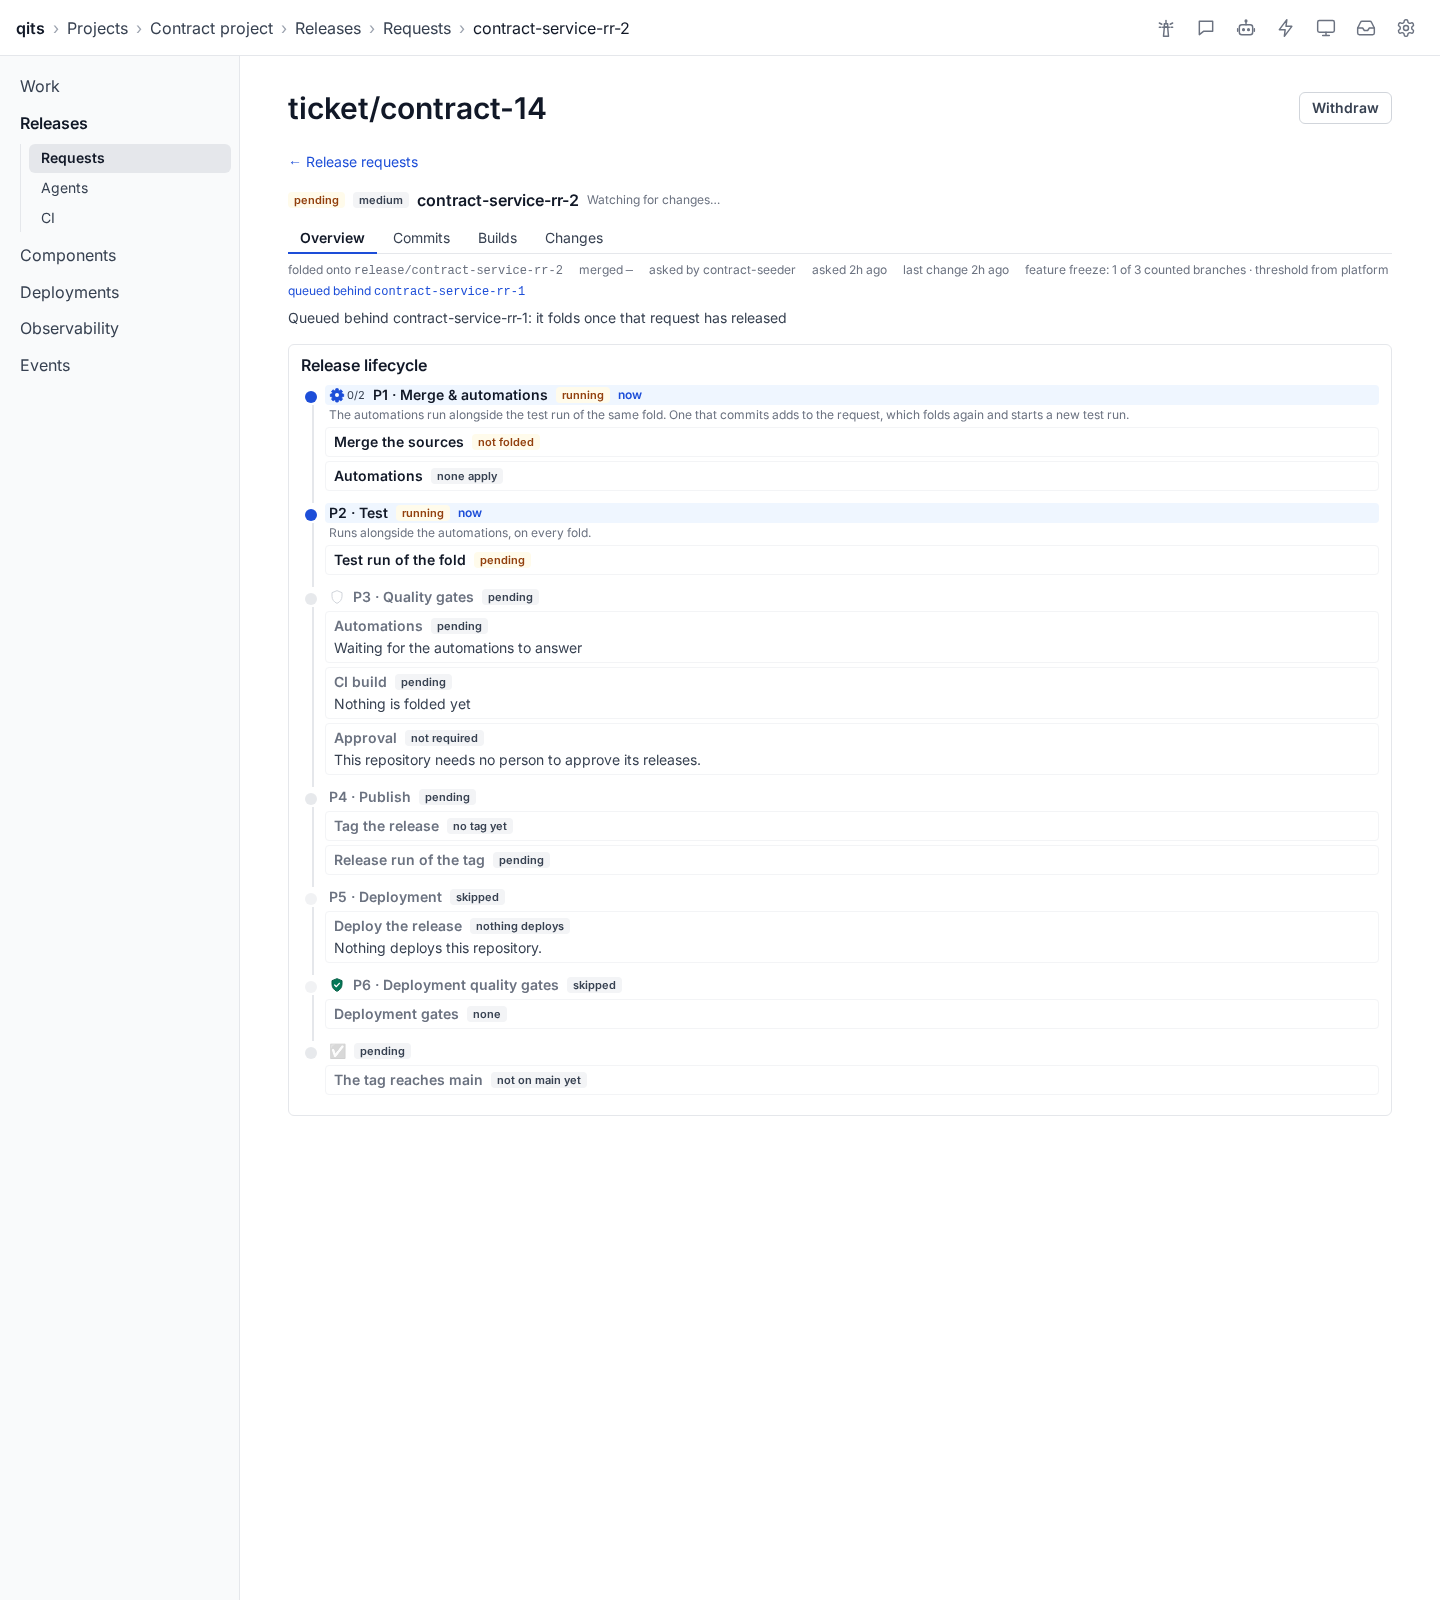 qits › Projects › Contract project › Releases › Requests › contract-service-rr-2
Work
Releases
Requests
Agents
CI
Components
Deployments
Observability
Events
ticket/contract-14
Withdraw
← Release requests
pending medium contract-service-rr-2 Watching for changes...
Overview Commits Builds Changes
folded onto release/contract-service-rr-2 merged — asked by contract-seeder asked 2h ago last change 2h ago feature freeze: 1 of 3 counted branches · threshold from platform
queued behind contract-service-rr-1
Queued behind contract-service-rr-1: it folds once that request has released
Release lifecycle
0/2 P1 · Merge & automations running now
The automations run alongside the test run of the same fold. One that commits adds to the request, which folds again and starts a new test run.
Merge the sources not folded
Automations none apply
P2 · Test running now
Runs alongside the automations, on every fold.
Test run of the fold pending
P3 · Quality gates pending
Automations pending
Waiting for the automations to answer
CI build pending
Nothing is folded yet
Approval not required
This repository needs no person to approve its releases.
P4 · Publish pending
Tag the release no tag yet
Release run of the tag pending
P5 · Deployment skipped
Deploy the release nothing deploys
Nothing deploys this repository.
P6 · Deployment quality gates skipped
Deployment gates none
pending
The tag reaches main not on main yet